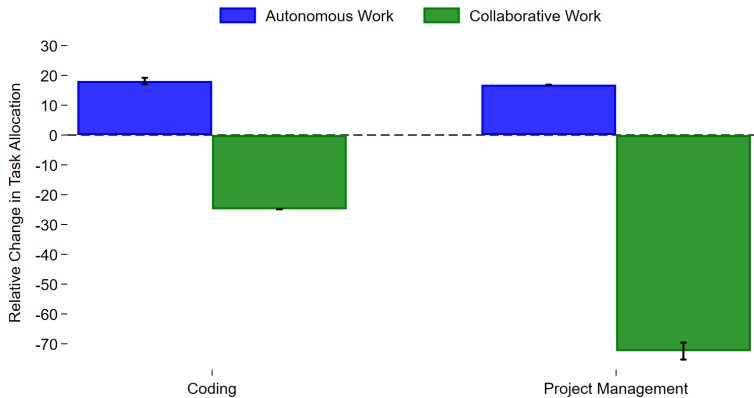 Autonomous Work
Collaborative Work
Relative Change in Task Allocation
30
20
10
0
-10
-20
-30
-40
-50
-60
-70
Coding
Project Management